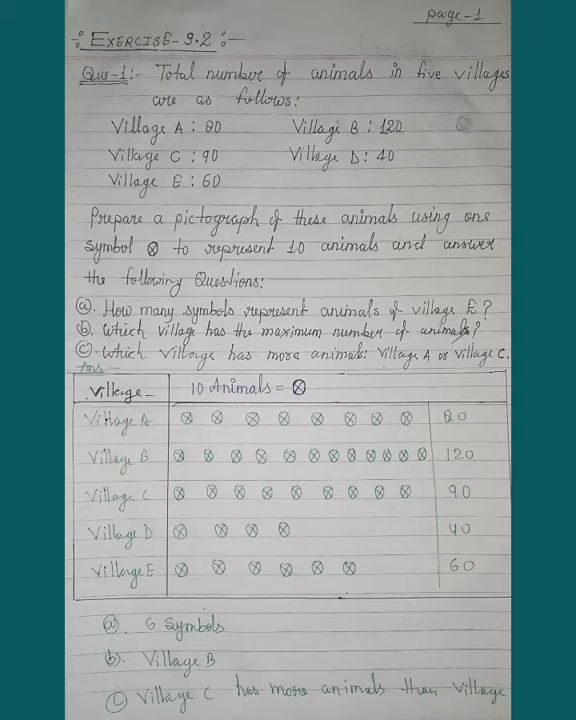 page-1
÷ EXERCISE-9.2 :-
Que-1:- Total number of animals in five villages
are as follows:
Village A : 80 Village B : 120
Village C : 90 Village D : 40
Village E : 60
Prepare a pictograph of these animals using one
symbol ⊗ to represent 10 animals and answer
the following Questions:
(a). How many symbols represent animals of village E?
(b). Which village has the maximum number of animals?
(c). Which village has more animals: village A or village C.
Ans-
Village 10 Animals = ⊗
Village A ⊗ ⊗ ⊗ ⊗ ⊗ ⊗ ⊗ ⊗ 80
Village B ⊗ ⊗ ⊗ ⊗ ⊗ ⊗ ⊗ ⊗ ⊗ ⊗ ⊗ ⊗ 120
Village C ⊗ ⊗ ⊗ ⊗ ⊗ ⊗ ⊗ ⊗ ⊗ 90
Village D ⊗ ⊗ ⊗ ⊗ 40
Village E ⊗ ⊗ ⊗ ⊗ ⊗ ⊗ 60
(a). 6 Symbols
(b). Village B
(c) Village C has more animals than Village